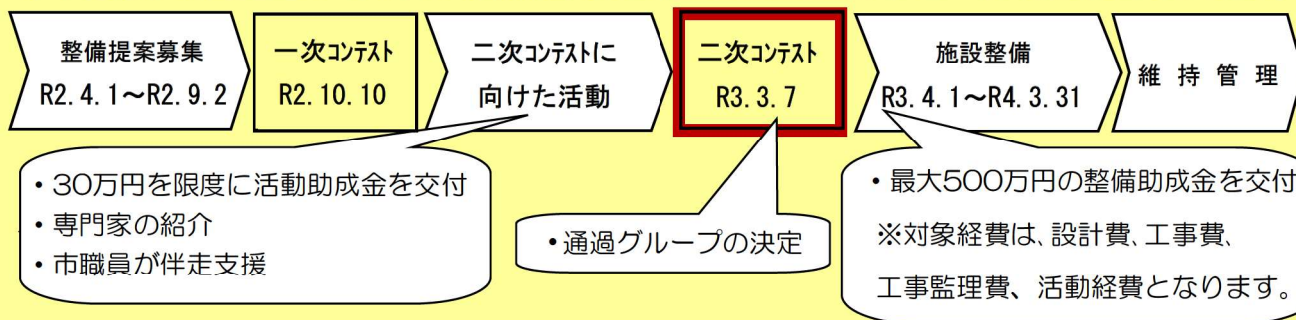 整備提案募集
R2.4.1～R2.9.2
一次コンテスト
R2.10.10
二次コンテストに
向けた活動
二次コンテスト
R3.3.7
施設整備
R3.4.1～R4.3.31
維持管理
・30万円を限度に活動助成金を交付
・専門家の紹介
・市職員が伴走支援
・通過グループの決定
・最大500万円の整備助成金を交付
※対象経費は、設計費、工事費、
工事監理費、活動経費となります。